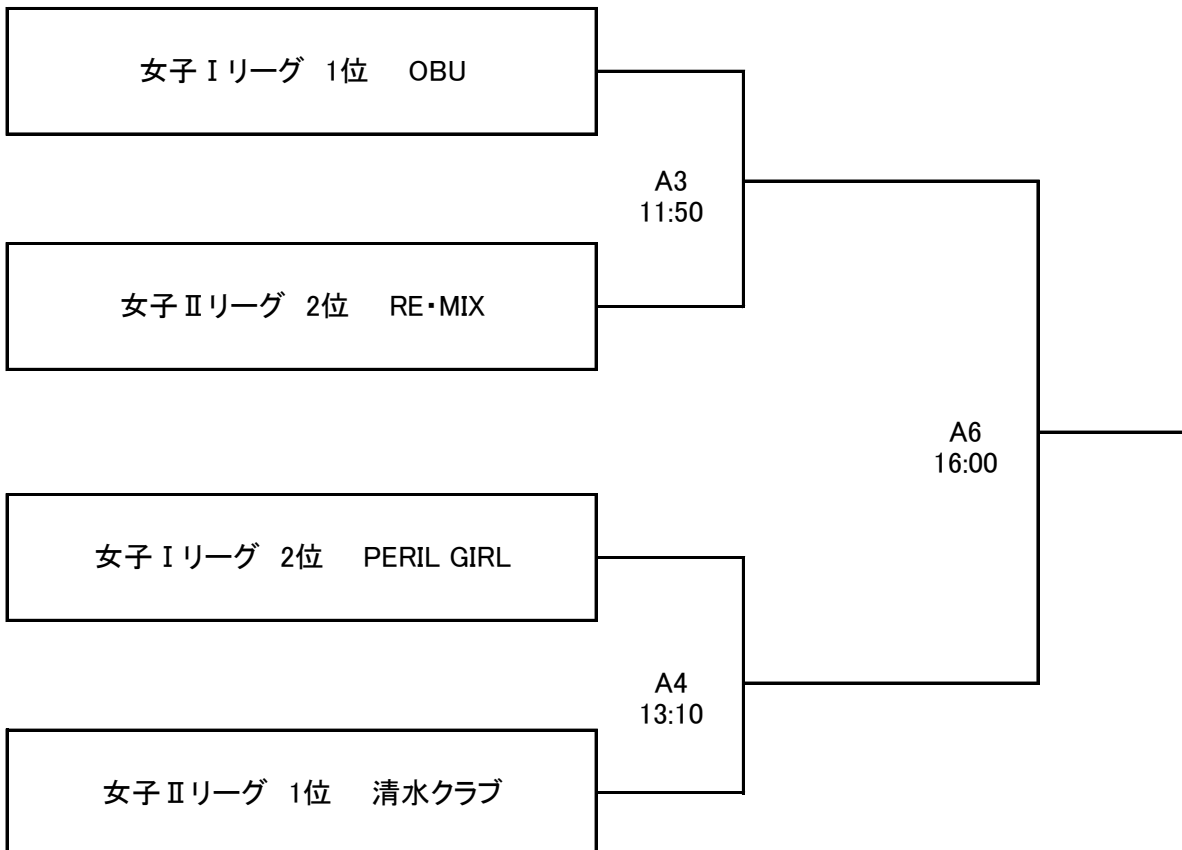 女子Ⅰリーグ 1位 OBU
A3
11:50
女子Ⅱリーグ 2位 RE・MIX
A6
16:00
女子Ⅰリーグ 2位 PERIL GIRL
A4
13:10
女子Ⅱリーグ 1位 清水クラブ